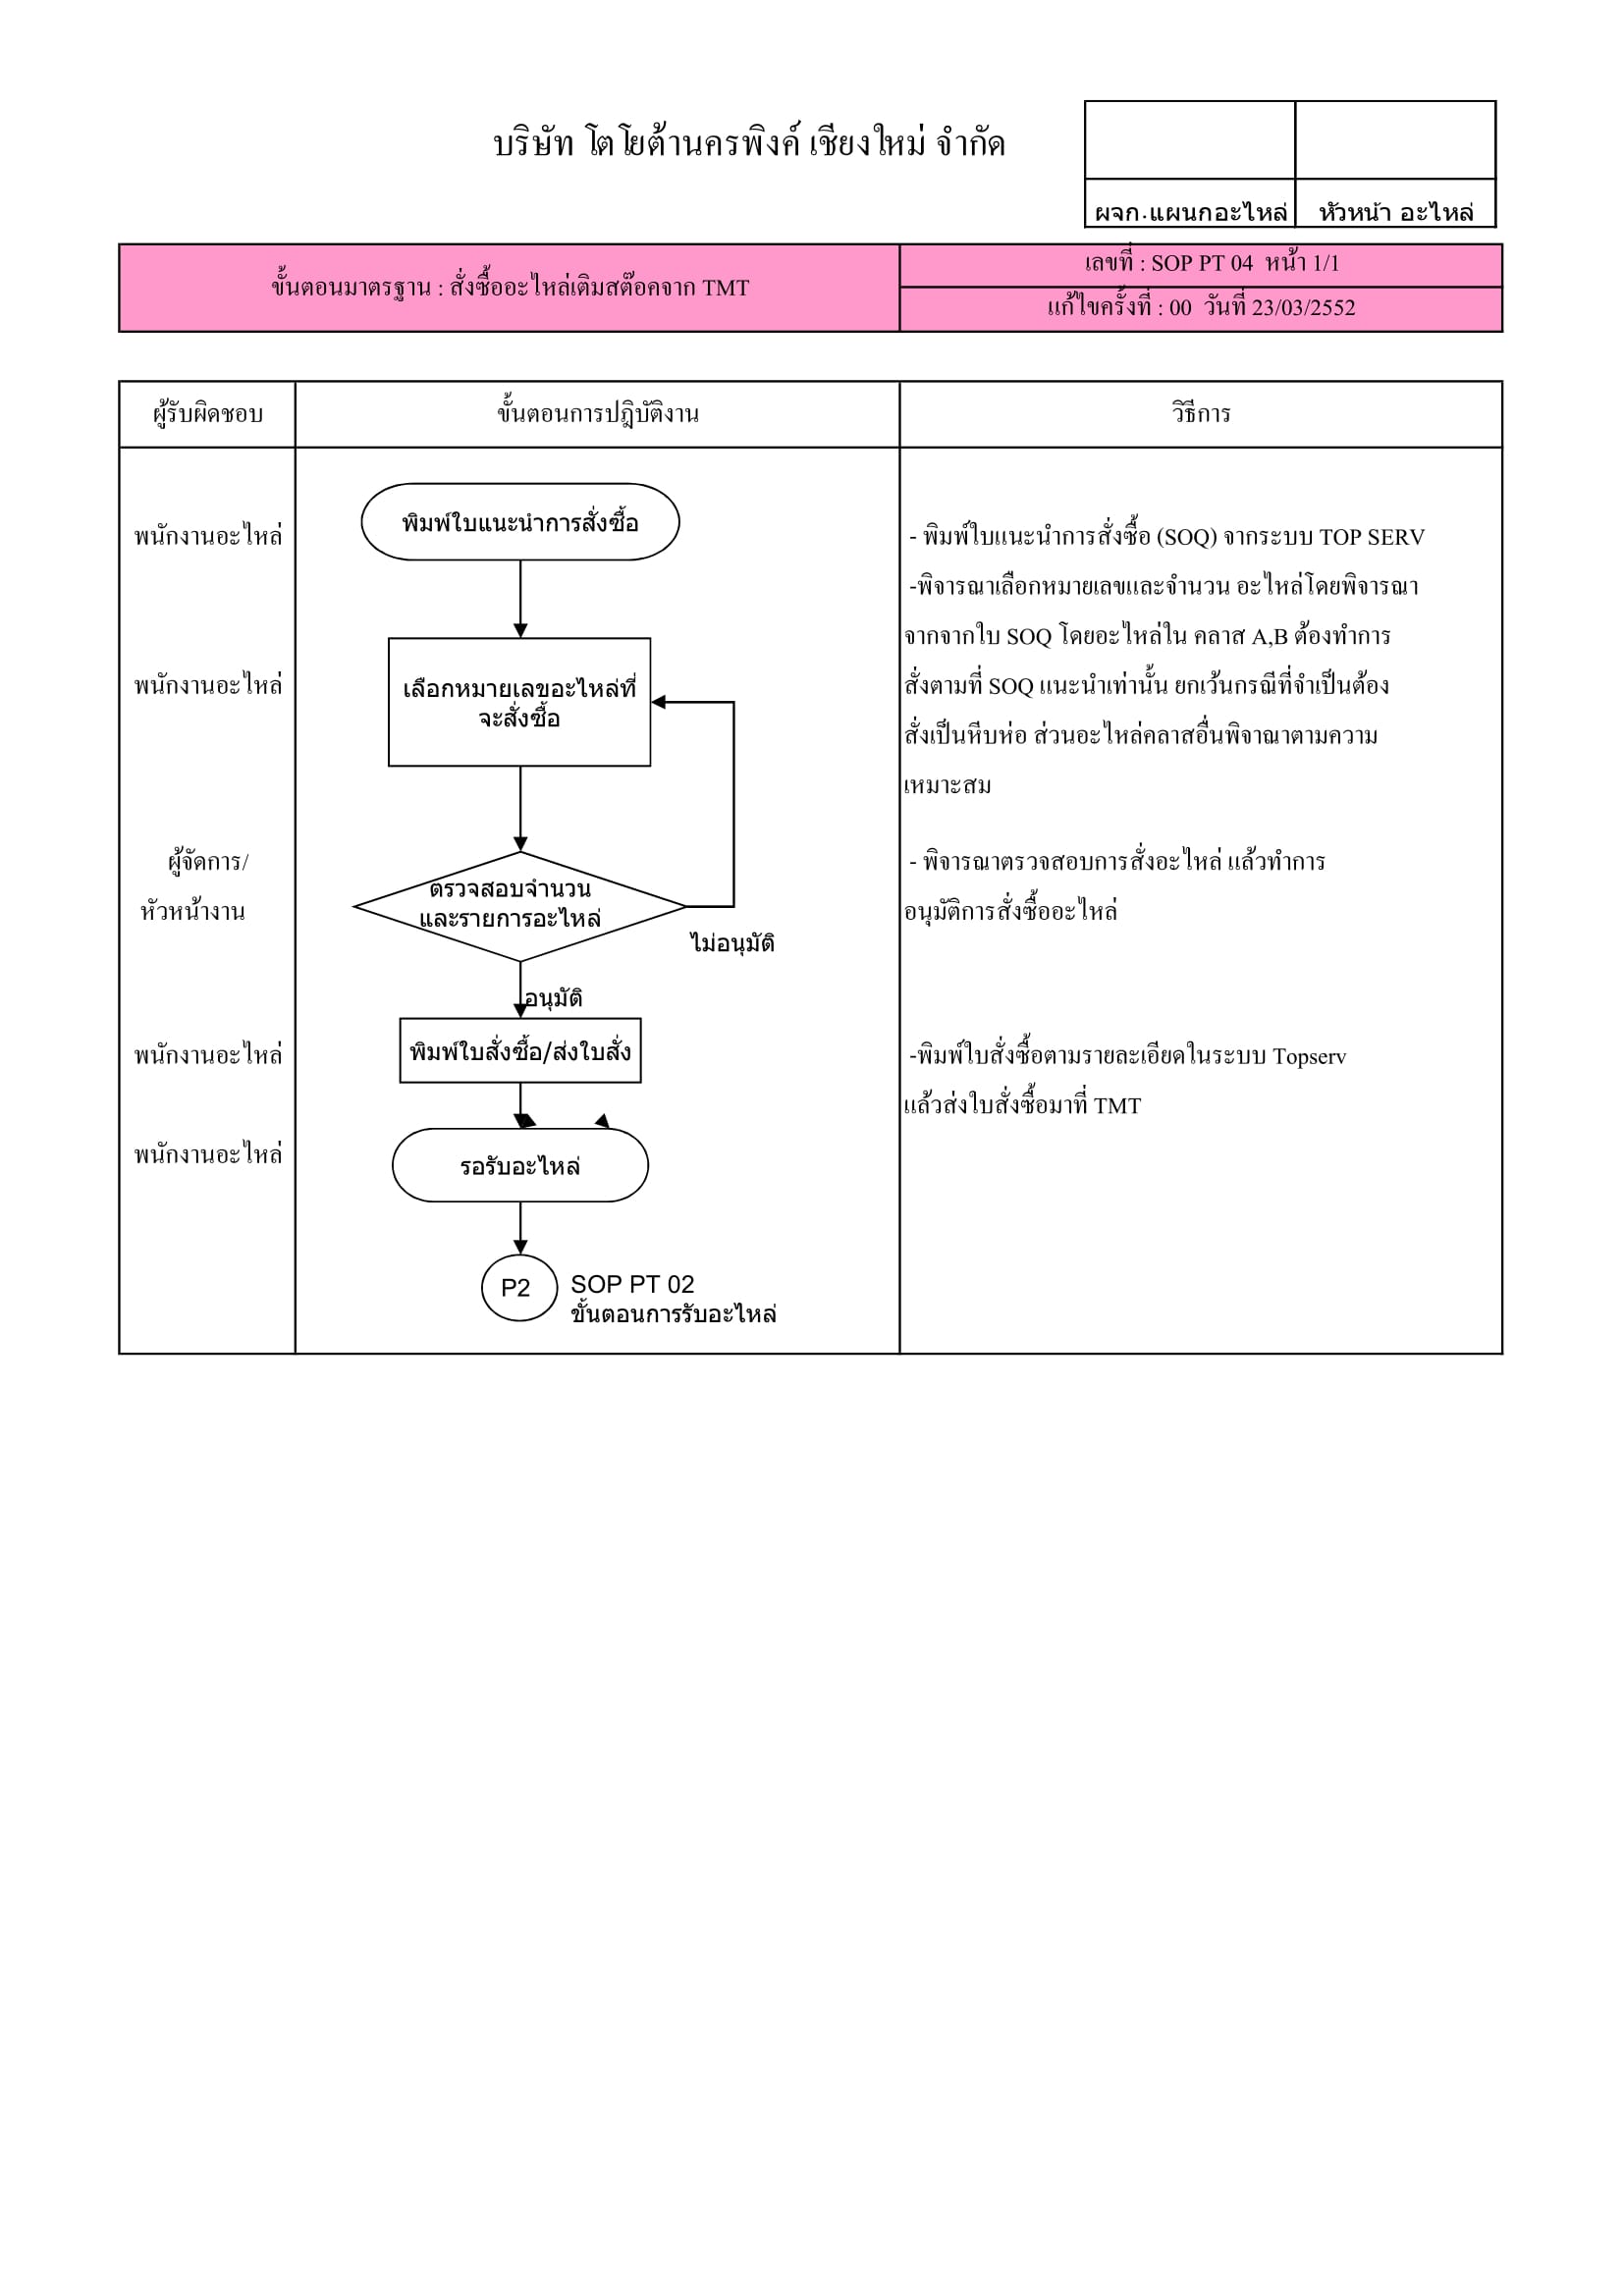 บริษัท โตโยต้านครพิงค์ เชียงใหม่ จำกัด
ผจก.แผนกอะไหล่ หัวหน้า อะไหล่
ขั้นตอนมาตรฐาน : สั่งซื้ออะไหล่เติมสต๊อคจาก TMT
เลขที่ : SOP PT 04 หน้า 1/1
แก้ไขครั้งที่ : 00 วันที่ 23/03/2552
ผู้รับผิดชอบ ขั้นตอนการปฎิบัติงาน วิธีการ
พนักงานอะไหล่
พิมพ์ใบแนะนำการสั่งซื้อ
- พิมพ์ใบแนะนำการสั่งซื้อ (SOQ) จากระบบ TOP SERV
-พิจารณาเลือกหมายเลขและจำนวน อะไหล่โดยพิจารณา
จากจากใบ SOQ โดยอะไหล่ใน คลาส A,B ต้องทำการ
สั่งตามที่ SOQ แนะนำเท่านั้น ยกเว้นกรณีที่จำเป็นต้อง
สั่งเป็นหีบห่อ ส่วนอะไหล่คลาสอื่นพิจาณาตามความ
เหมาะสม
พนักงานอะไหล่
เลือกหมายเลขอะไหล่ที่
จะสั่งซื้อ
ผู้จัดการ/
หัวหน้างาน
ตรวจสอบจำนวน
และรายการอะไหล่
ไม่อนุมัติ
อนุมัติ
- พิจารณาตรวจสอบการสั่งอะไหล่ แล้วทำการ
อนุมัติการสั่งซื้ออะไหล่
พนักงานอะไหล่
พิมพ์ใบสั่งซื้อ/ส่งใบสั่ง
-พิมพ์ใบสั่งซื้อตามรายละเอียดในระบบ Topserv
แล้วส่งใบสั่งซื้อมาที่ TMT
พนักงานอะไหล่
รอรับอะไหล่
P2
SOP PT 02
ขั้นตอนการรับอะไหล่